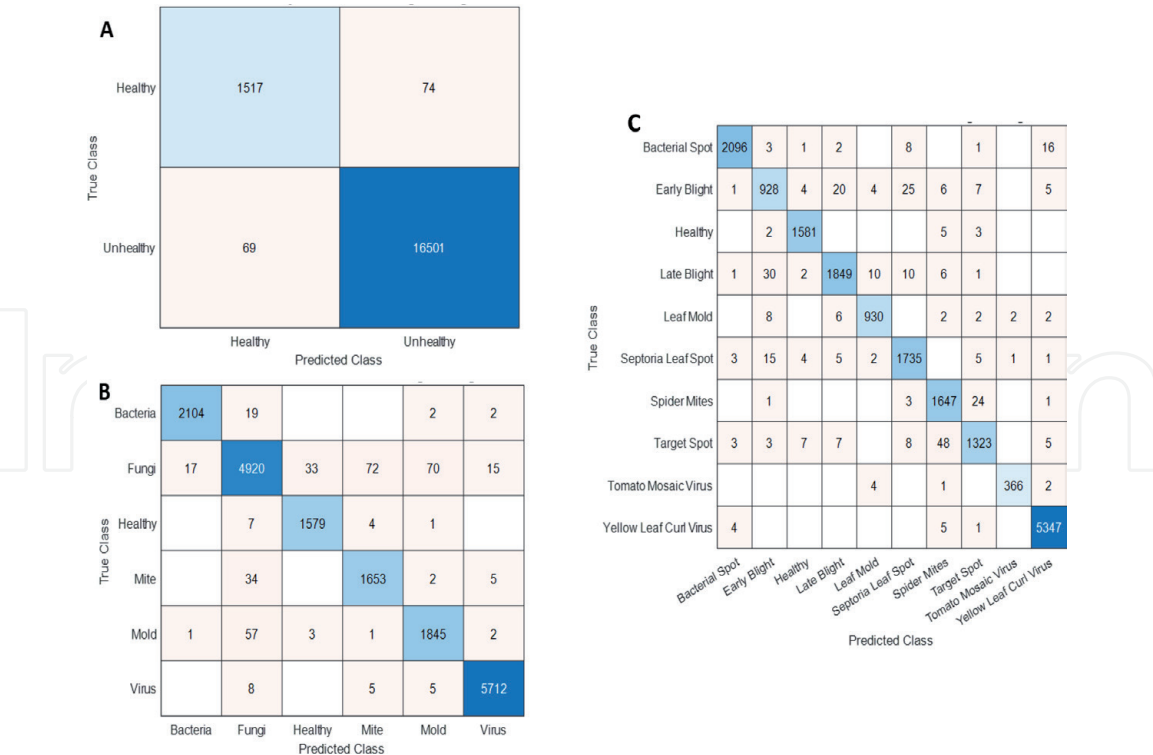 A
Healthy 1517 74
Unhealthy 69 16501
Healthy Unhealthy
Predicted Class
True Class
B
Bacteria 2104 19 2 2
Fungi 17 4920 33 72 70 15
Healthy 7 1579 4 1
Mite 34 1653 2 5
Mold 1 57 3 1 1845 2
Virus 8 5 5 5712
Bacteria Fungi Healthy Mite Mold Virus
Predicted Class
True Class
C
Bacterial Spot 2096 3 1 2 8 1 16
Early Blight 1 928 4 20 4 25 6 7 5
Healthy 2 1581 5 3
Late Blight 1 30 2 1849 10 10 6 1
Leaf Mold 8 6 930 2 2 2 2
Septoria Leaf Spot 3 15 4 5 2 1735 5 1 1
Spider Mites 1 3 1647 24 1
Target Spot 3 3 7 7 8 48 1323 5
Tomato Mosaic Virus 4 1 366 2
Yellow Leaf Curl Virus 4 5 1 5347
Bacterial Spot Early Blight Healthy Late Blight Leaf Mold Septoria Leaf Spot Spider Mites Target Spot Tomato Mosaic Virus Yellow Leaf Curl Virus
Predicted Class
True Class